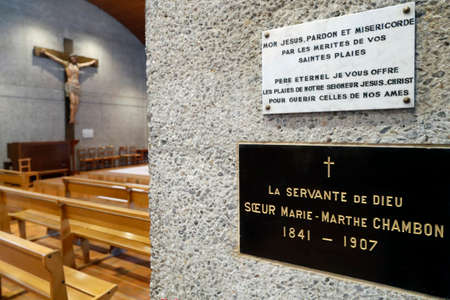 MON JESUS, PARDON ET MISERICORDE
PAR LES MERITES DE VOS
SAINTES PLAIES
PERE ETERNEL JE VOUS OFFRE
LES PLAIES DE NOTRE SEIGNEUR JESUS-CHRIST
POUR GUERIR CELLES DE NOS AMES
LA SERVANTE DE DIEU
SŒUR MARIE-MARTHE CHAMBON
1841 - 1907